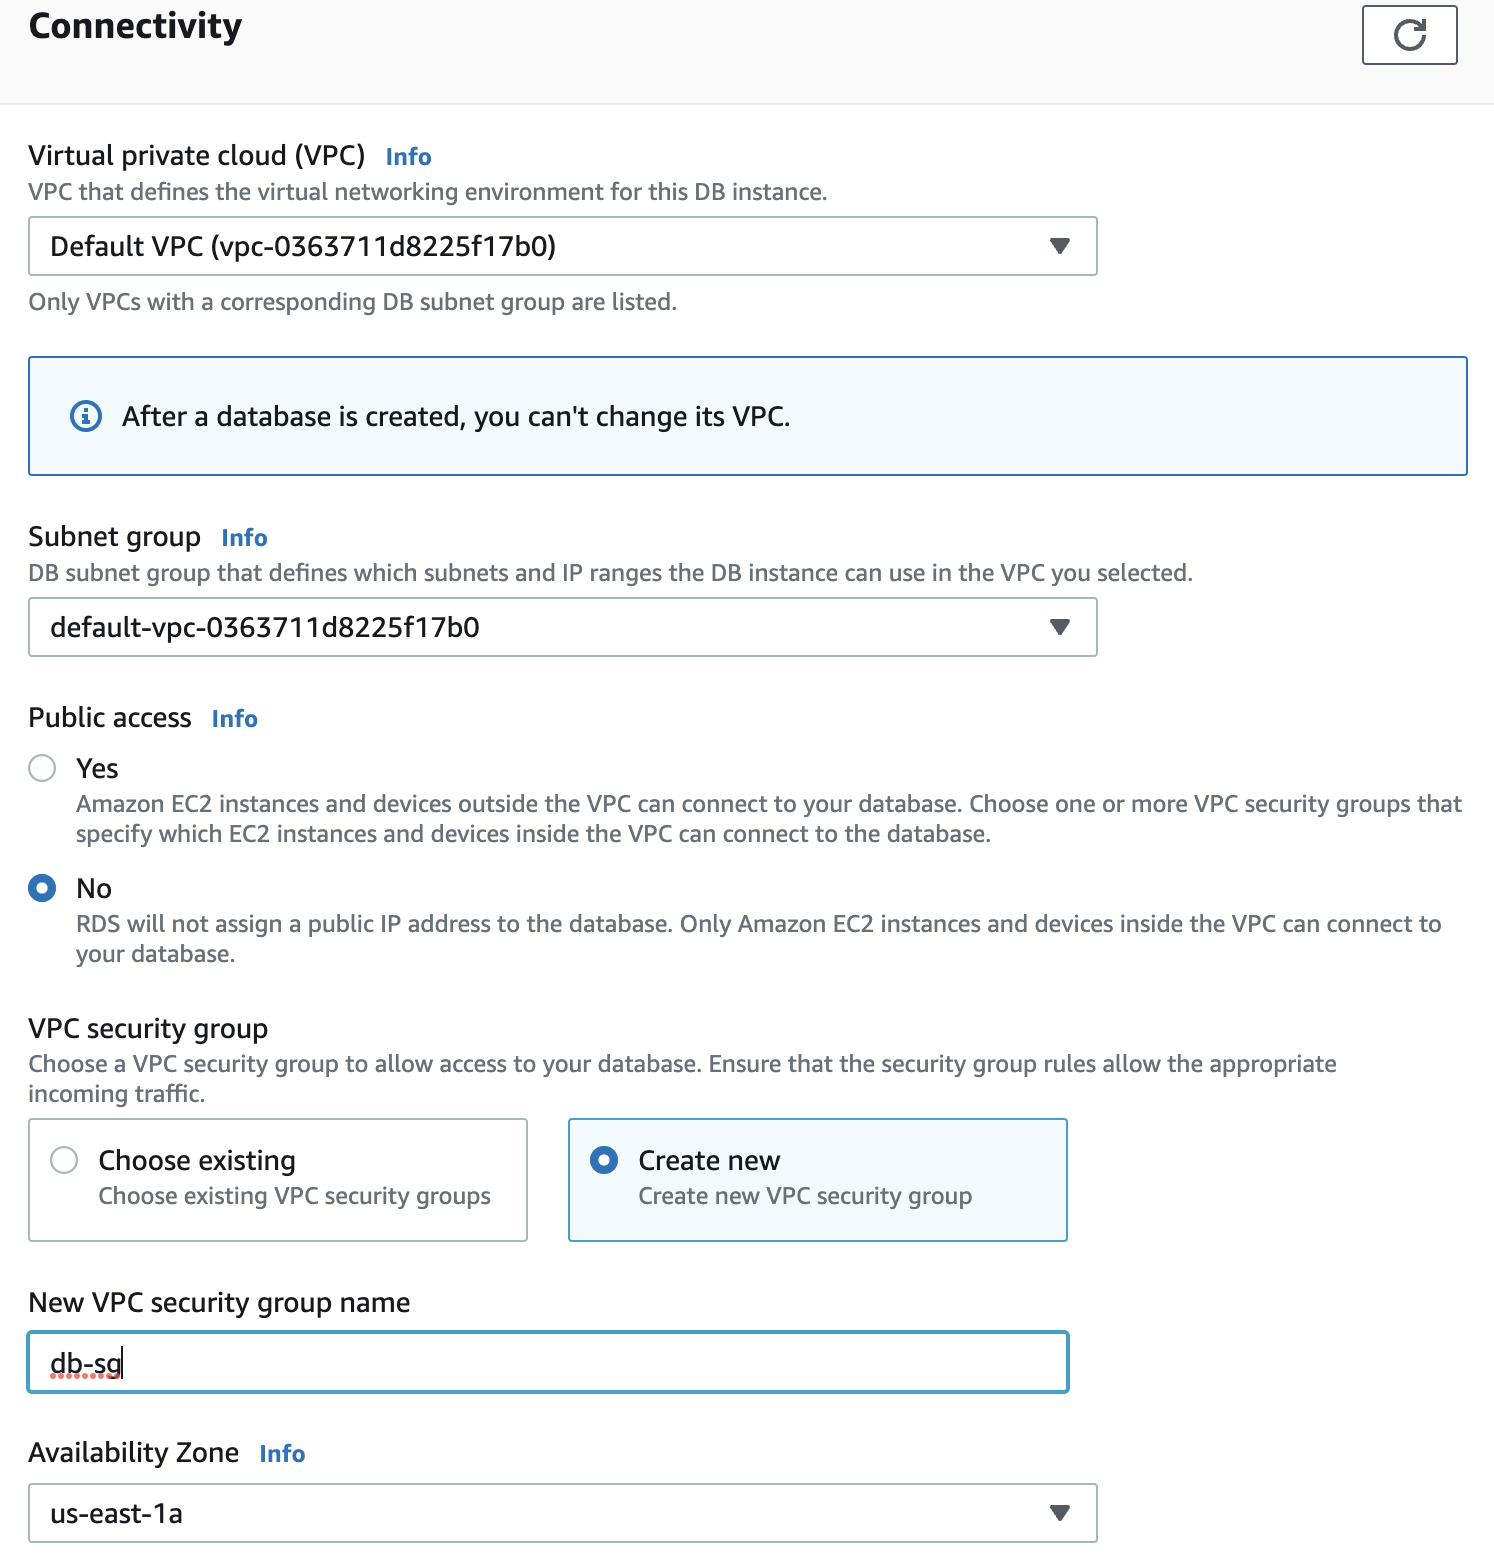 Connectivity
Virtual private cloud (VPC) Info
VPC that defines the virtual networking environment for this DB instance.
Default VPC (vpc-0363711d8225f17b0)
Only VPCs with a corresponding DB subnet group are listed.
After a database is created, you can't change its VPC.
Subnet group Info
DB subnet group that defines which subnets and IP ranges the DB instance can use in the VPC you selected.
default-vpc-0363711d8225f17b0
Public access Info
Yes
Amazon EC2 instances and devices outside the VPC can connect to your database. Choose one or more VPC security groups that
specify which EC2 instances and devices inside the VPC can connect to the database.
No
RDS will not assign a public IP address to the database. Only Amazon EC2 instances and devices inside the VPC can connect to
your database.
VPC security group
Choose a VPC security group to allow access to your database. Ensure that the security group rules allow the appropriate
incoming traffic.
Choose existing
Choose existing VPC security groups
Create new
Create new VPC security group
New VPC security group name
db-sg
Availability Zone Info
us-east-1a